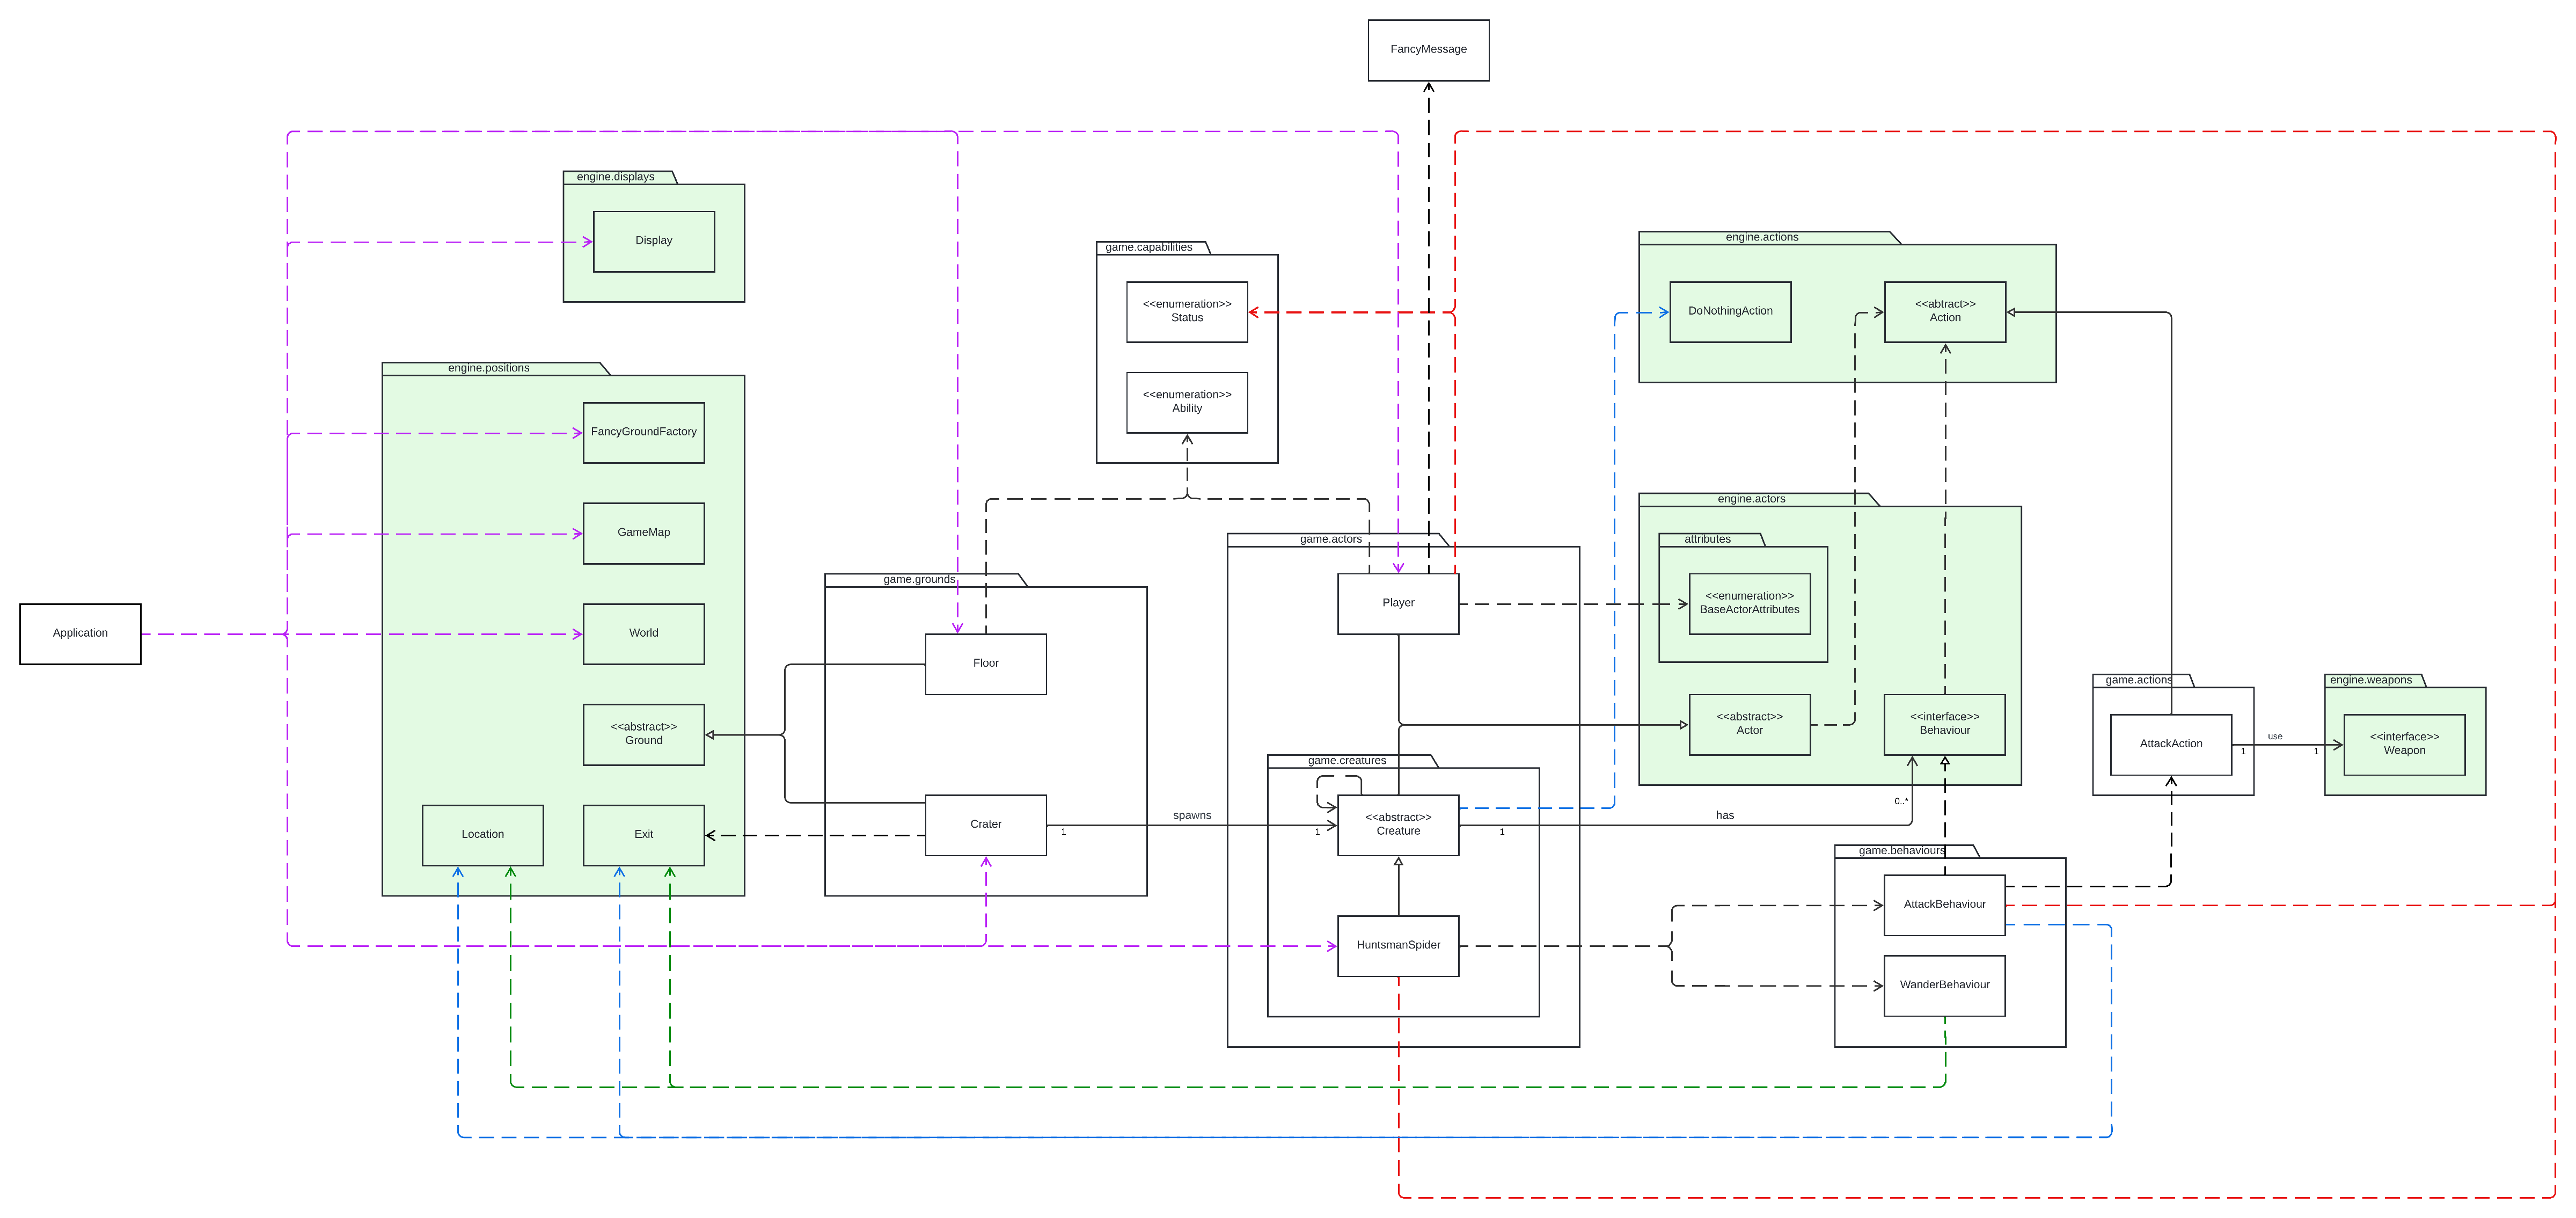 FancyMessage
engine.displays
Display
game.capabilities
<<enumeration>>
Status
<<enumeration>>
Ability
engine.actions
DoNothingAction
<<abtract>>
Action
engine.positions
FancyGroundFactory
GameMap
World
<<abstract>>
Ground
Location
Exit
Application
game.grounds
Floor
Crater
1
spawns
1
game.actors
Player
game.creatures
<<abstract>>
Creature
1
has
0..*
HuntsmanSpider
engine.actors
attributes
<<enumeration>>
BaseActorAttributes
<<abstract>>
Actor
<<interface>>
Behaviour
game.behaviours
AttackBehaviour
WanderBehaviour
game.actions
AttackAction
1
use
1
engine.weapons
<<interface>>
Weapon